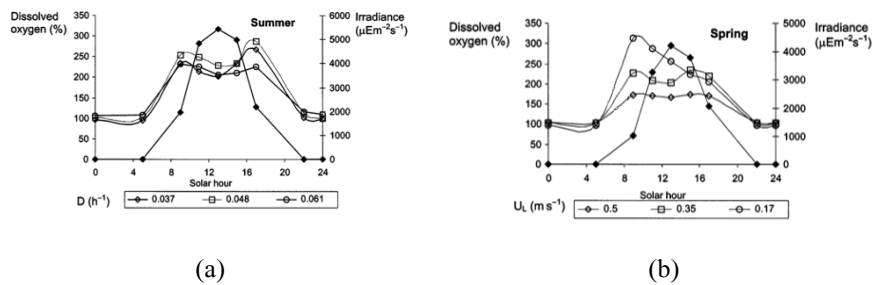 Dissolved
oxygen (%)
Summer
Irradiance
(µEm⁻²s⁻¹)
350
300
250
200
150
100
50
0
6000
5000
4000
3000
2000
1000
0
0 4 8 12 16 20 24
Solar hour
D (h⁻¹) 0.037 0.048 0.061
(a)
Dissolved
oxygen (%)
Spring
Irradiance
(µEm⁻²s⁻¹)
350
300
250
200
150
100
50
0
5000
4000
3000
2000
1000
0
0 4 8 12 16 20 24
Solar hour
U_L (m s⁻¹) 0.5 0.35 0.17
(b)